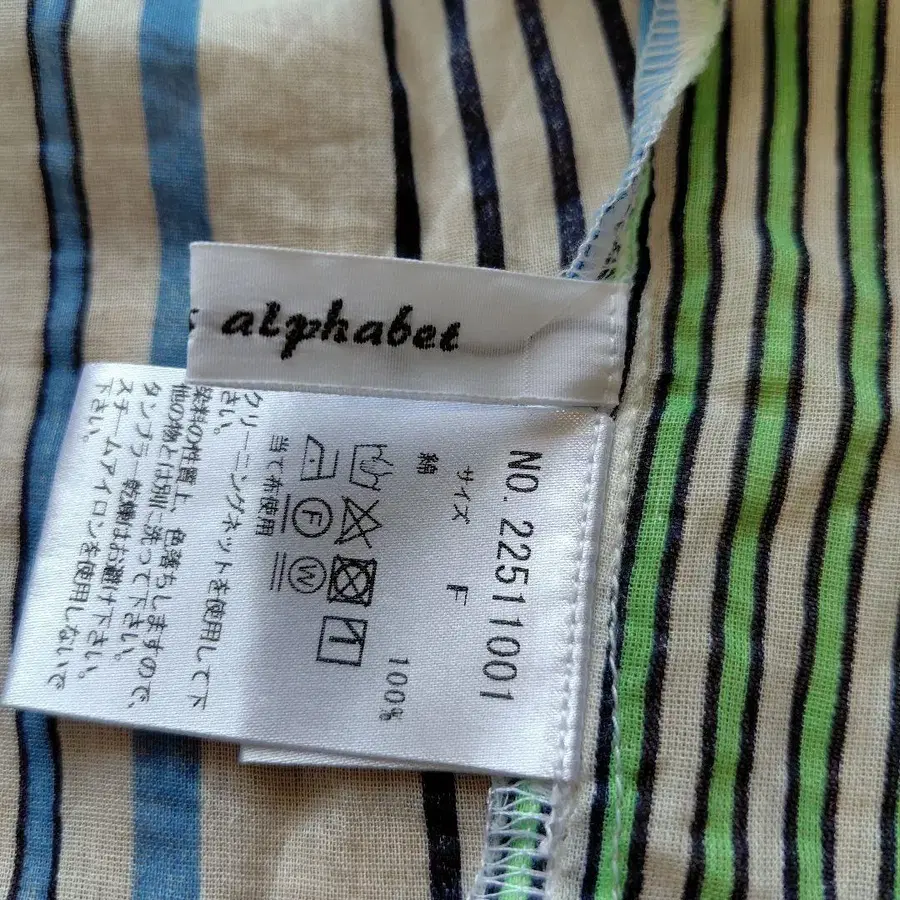 alphabet
NO. 22511001
サイズ F
綿 100%
F W
当て布使用
クリーニングネットを使用して下
さい。
染料の性質上、色落ちしますので、
他の物とは別に洗って下さい。
タンブラー乾燥はお避け下さい。
スチームアイロンを使用しないで
下さい。